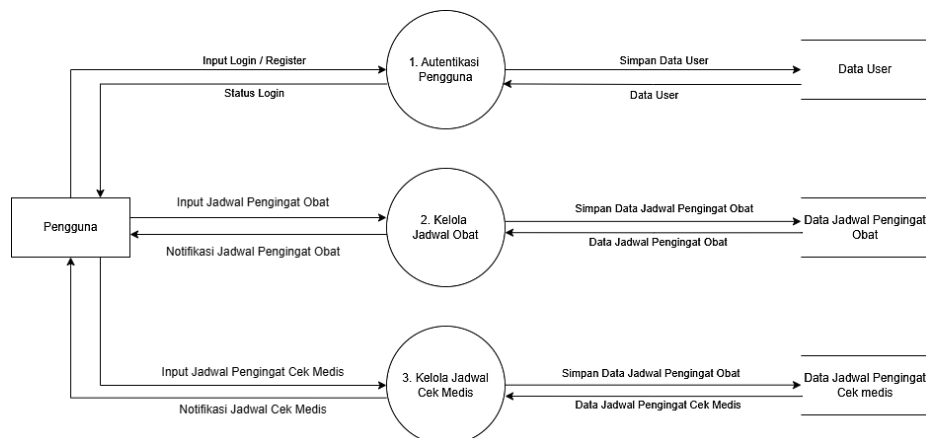 Input Login / Register
1. Autentikasi
Pengguna
Simpan Data User
Data User
Status Login
Data User
Pengguna
Input Jadwal Pengingat Obat
2. Kelola
Jadwal Obat
Simpan Data Jadwal Pengingat Obat
Data Jadwal Pengingat
Obat
Notifikasi Jadwal Pengingat Obat
Data Jadwal Pengingat Obat
Input Jadwal Pengingat Cek Medis
3. Kelola Jadwal
Cek Medis
Simpan Data Jadwal Pengingat Obat
Data Jadwal Pengingat
Cek medis
Notifikasi Jadwal Cek Medis
Data Jadwal Pengingat Cek Medis